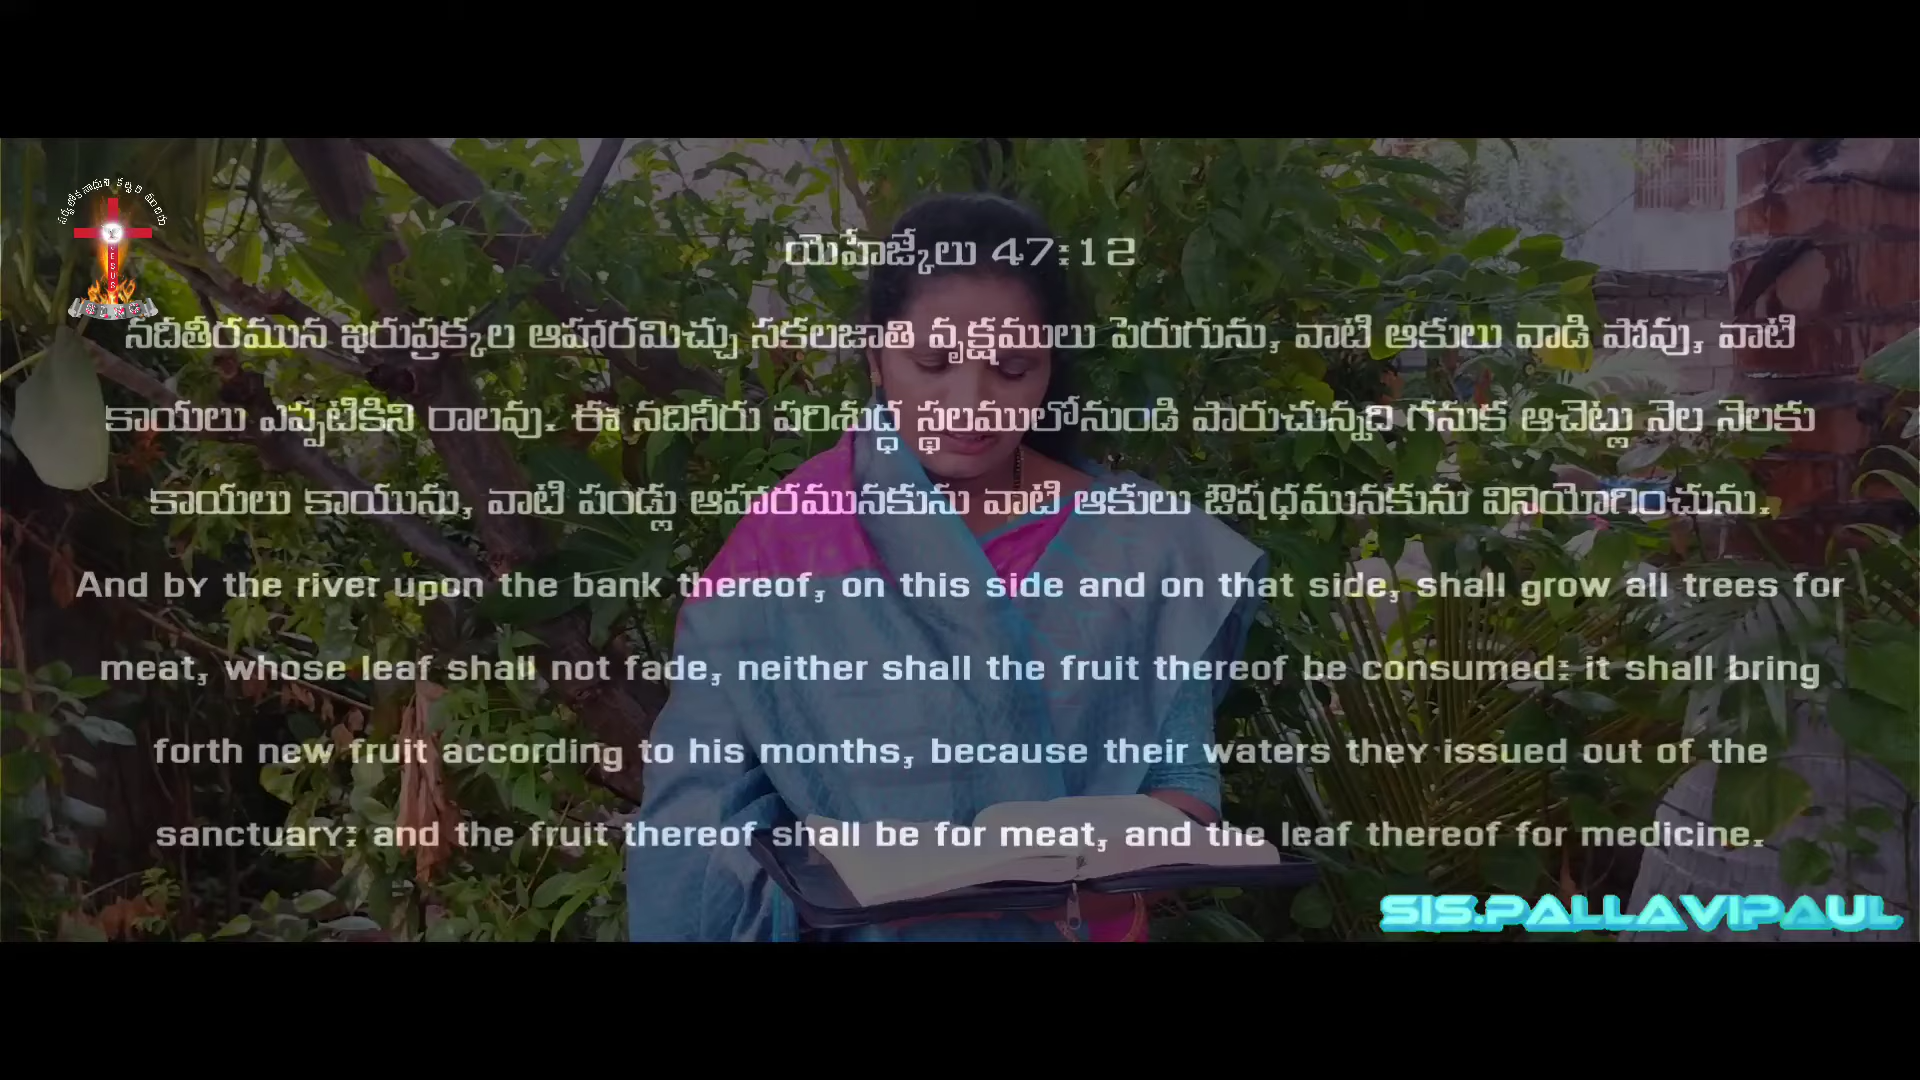 యెహేజ్కేలు 47:12
నదీతీరమున ఇరుప్రక్కల ఆహారమిచ్చు సకలజాతి వృక్షములు పెరుగును, వాటి ఆకులు వాడి పోవు, వాటి
కాయలు ఎప్పటికిని రాలవు. ఈ నదినీరు పరిశుద్ధ స్థలములోనుండి పారుచున్నది గనుక ఆచెట్లు నెల నెలకు
కాయలు కాయును, వాటి పండ్లు ఆహారమునకును వాటి ఆకులు ఔషధమునకును వినియోగించును.
And by the river upon the bank thereof, on this side and on that side, shall grow all trees for
meat, whose leaf shall not fade, neither shall the fruit thereof be consumed: it shall bring
forth new fruit according to his months, because their waters they issued out of the
sanctuary: and the fruit thereof shall be for meat, and the leaf thereof for medicine.
SIS.PALLAVIPAUL
JESUS